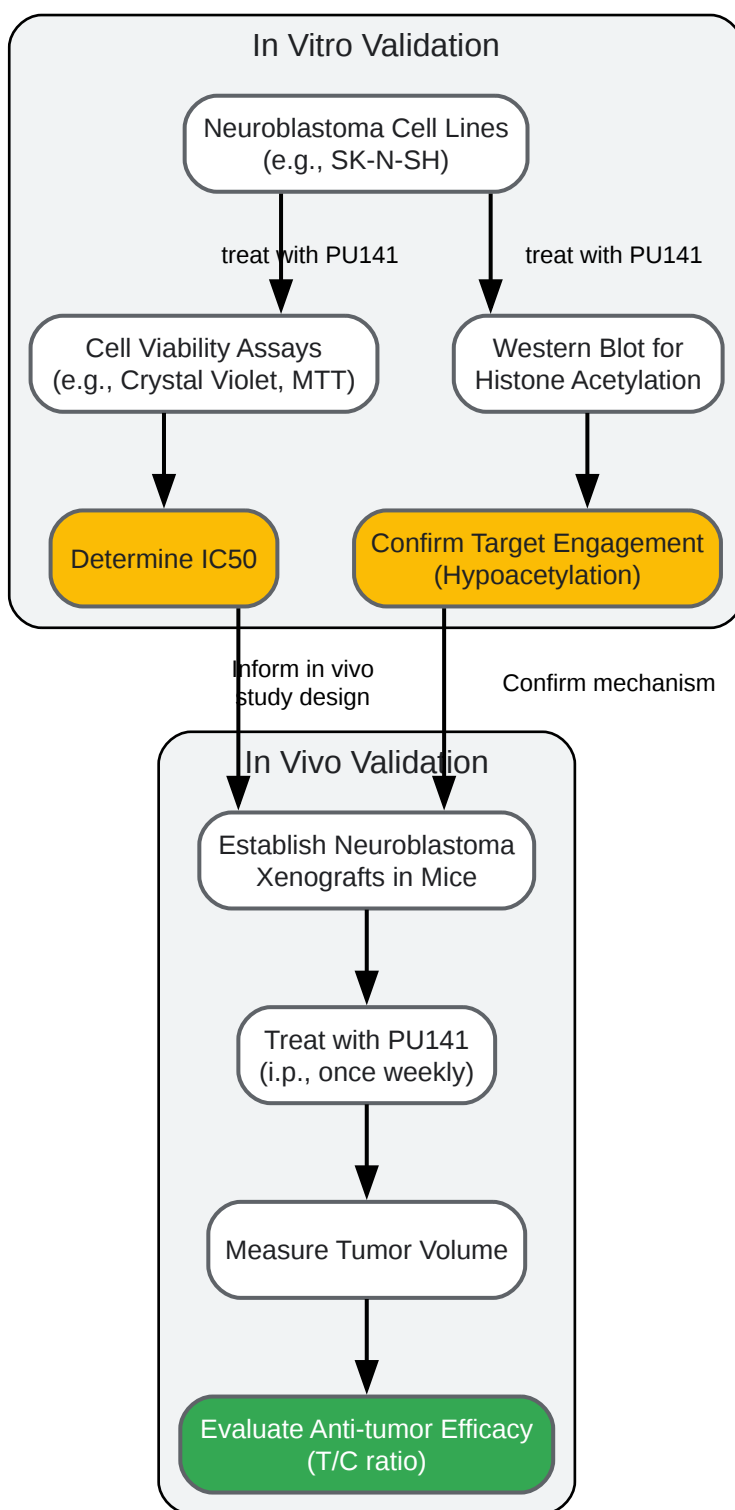 In Vitro Validation
Neuroblastoma Cell Lines
(e.g., SK-N-SH)
treat with PU141
treat with PU141
Cell Viability Assays
(e.g., Crystal Violet, MTT)
Western Blot for
Histone Acetylation
Determine IC50
Confirm Target Engagement
(Hypoacetylation)
Inform in vivo
study design
Confirm mechanism
In Vivo Validation
Establish Neuroblastoma
Xenografts in Mice
Treat with PU141
(i.p., once weekly)
Measure Tumor Volume
Evaluate Anti-tumor Efficacy
(T/C ratio)